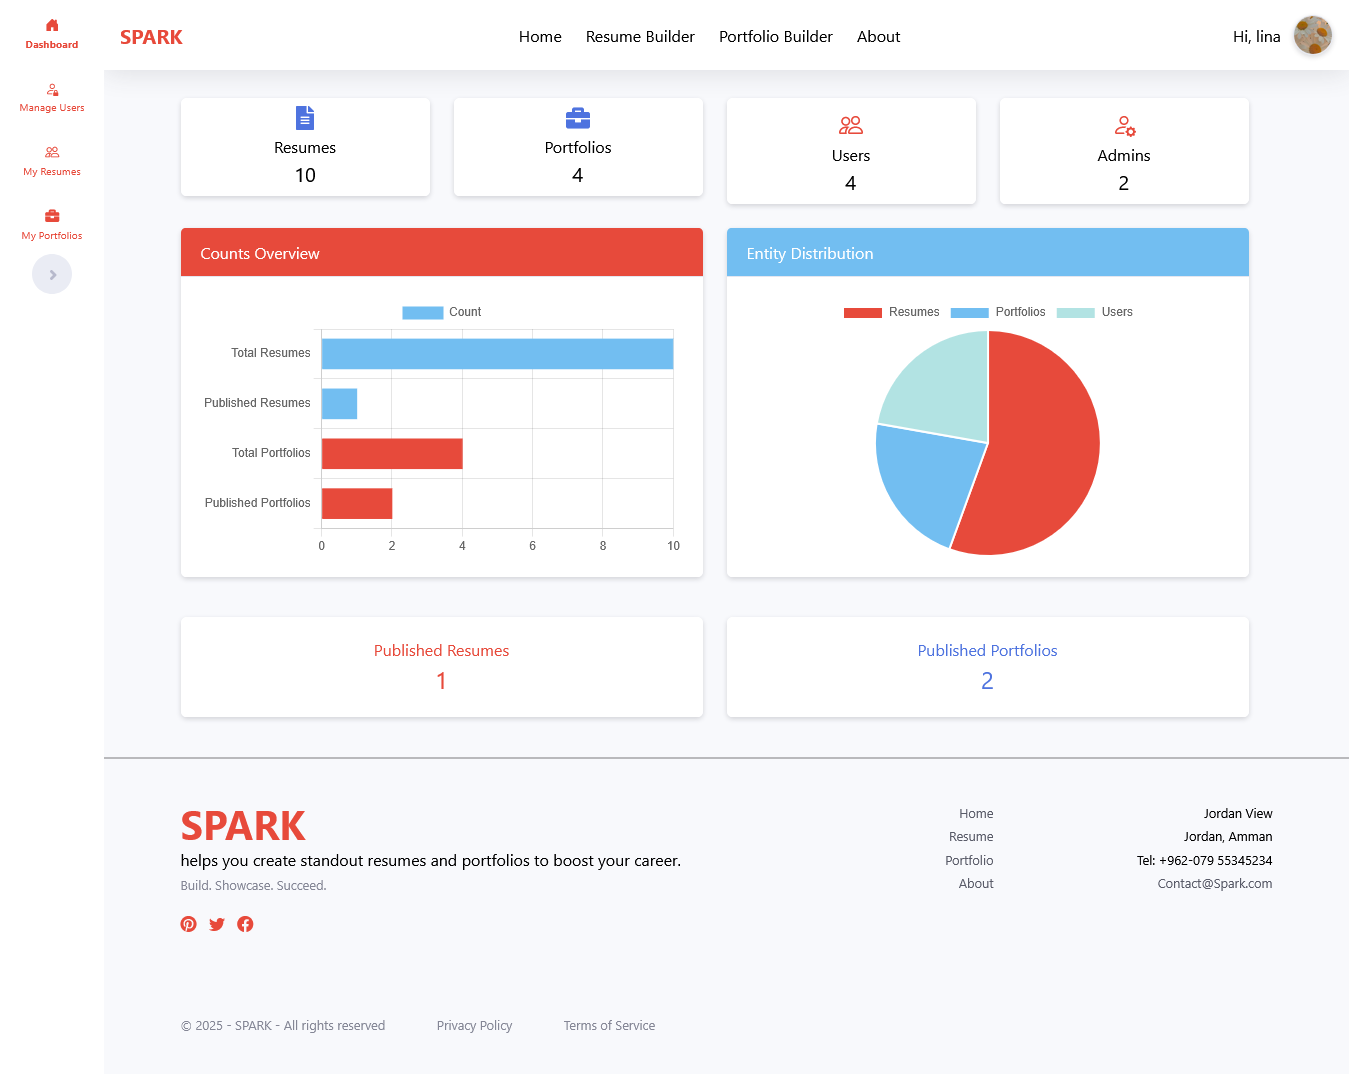 Dashboard
Manage Users
My Resumes
My Portfolios
SPARK
Home Resume Builder Portfolio Builder About
Hi, lina
Resumes
10
Portfolios
4
Users
4
Admins
2
Counts Overview
Count
Total Resumes
Published Resumes
Total Portfolios
Published Portfolios
0 2 4 6 8 10
Entity Distribution
Resumes Portfolios Users
Published Resumes
1
Published Portfolios
2
SPARK
helps you create standout resumes and portfolios to boost your career.
Build. Showcase. Succeed.
Home
Resume
Portfolio
About
Jordan View
Jordan, Amman
Tel: +962-079 55345234
Contact@Spark.com
© 2025 - SPARK - All rights reserved Privacy Policy Terms of Service